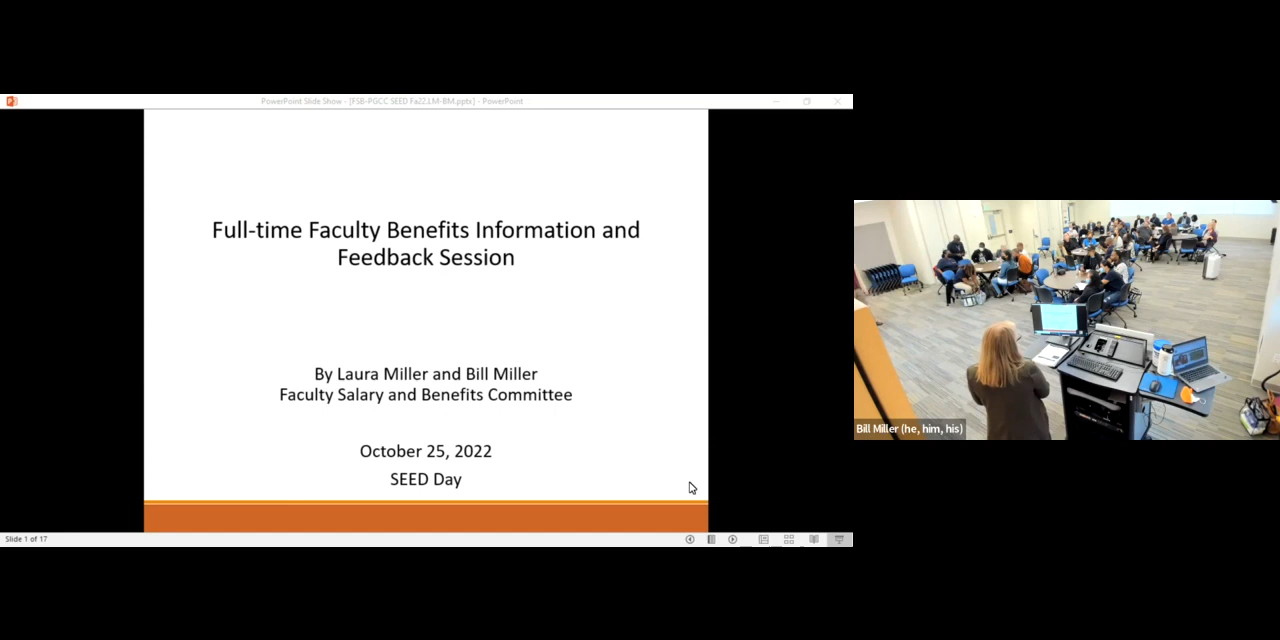 PowerPoint Slide Show - [FSB-PGCC SEED Fa22.LM-BM.pptx] - PowerPoint
Full-time Faculty Benefits Information and
Feedback Session
By Laura Miller and Bill Miller
Faculty Salary and Benefits Committee
October 25, 2022
SEED Day
Slide 1 of 17
Bill Miller (he, him, his)